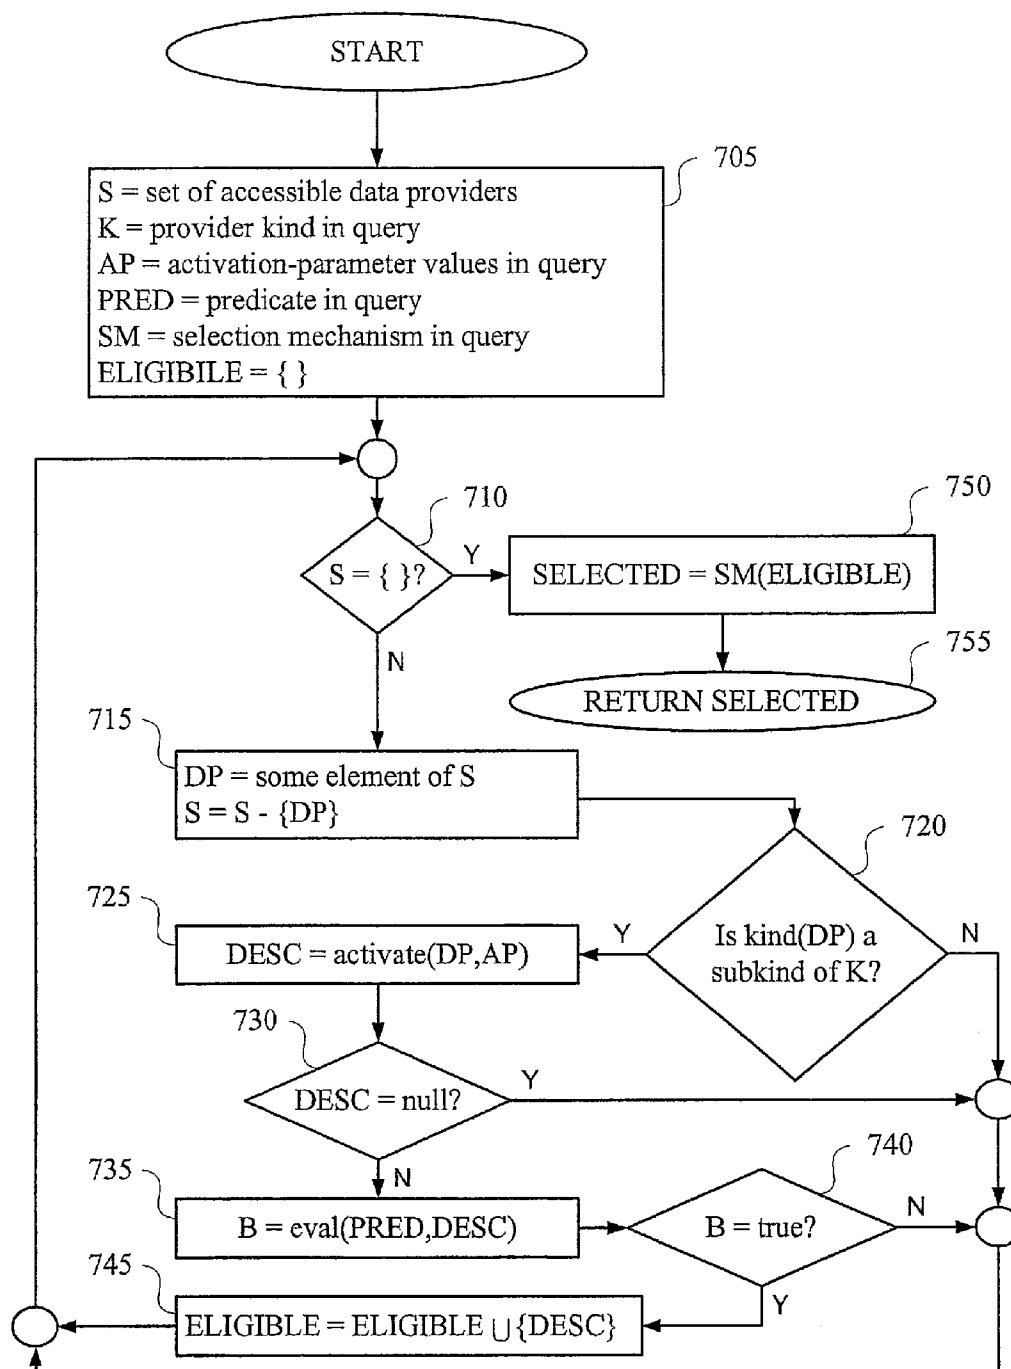 START
705
S = set of accessible data providers
K = provider kind in query
AP = activation-parameter values in query
PRED = predicate in query
SM = selection mechanism in query
ELIGIBILE = { }
710
S = { }?
Y
N
750
SELECTED = SM(ELIGIBLE)
755
RETURN SELECTED
715
DP = some element of S
S = S - {DP}
720
Is kind(DP) a
subkind of K?
Y
N
725
DESC = activate(DP,AP)
730
DESC = null?
Y
N
735
B = eval(PRED,DESC)
740
B = true?
N
Y
745
ELIGIBLE = ELIGIBLE ∪ {DESC}